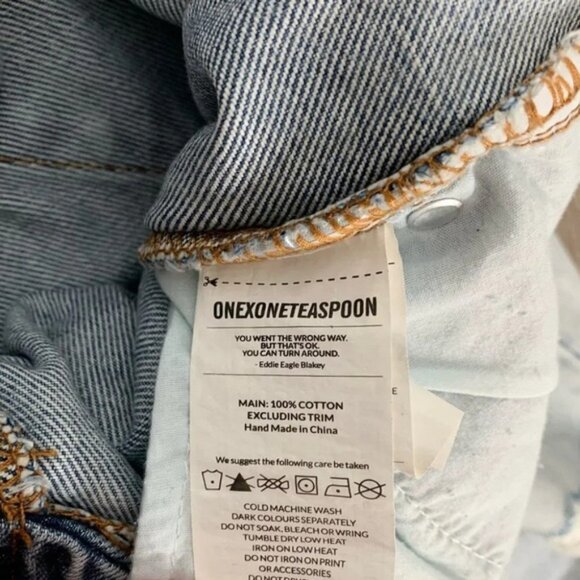 ONEXONETEASPOON
YOU WENT THE WRONG WAY.
BUT THAT'S OK.
YOU CAN TURN AROUND.
- Eddie Eagle Blakey
MAIN: 100% COTTON
EXCLUDING TRIM
Hand Made in China
We suggest the following care be taken
COLD MACHINE WASH
DARK COLOURS SEPARATELY
DO NOT SOAK, BLEACH OR WRING
TUMBLE DRY LOW HEAT
IRON ON LOW HEAT
DO NOT IRON ON PRINT
OR ACCESSORIES
DO NOT
E